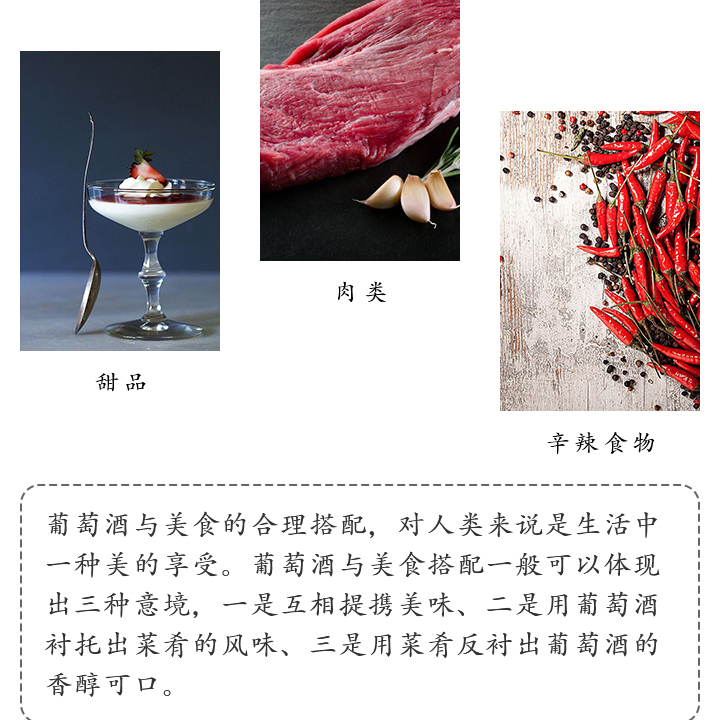 肉类
甜品
辛辣食物
葡萄酒与美食的合理搭配，对人类来说是生活中
一种美的享受。葡萄酒与美食搭配一般可以体现
出三种意境，一是互相提携美味、二是用葡萄酒
衬托出菜肴的风味、三是用菜肴反衬出葡萄酒的
香醇可口。